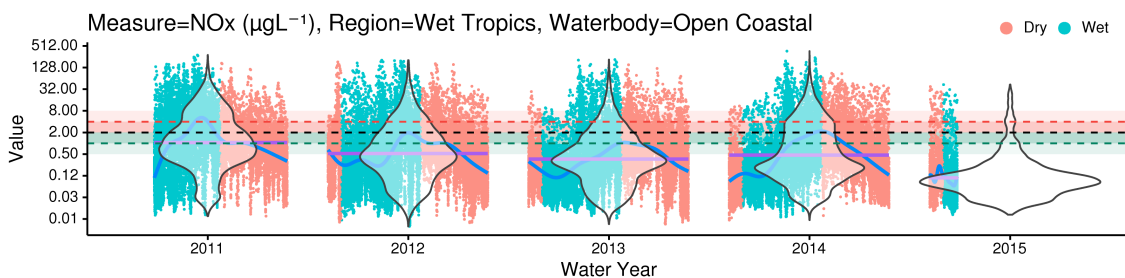 Measure=NOx (µgL⁻¹), Region=Wet Tropics, Waterbody=Open Coastal
Dry Wet
512.00
128.00
32.00
8.00
2.00
0.50
0.12
0.03
0.01
Value
2011 2012 2013 2014 2015
Water Year